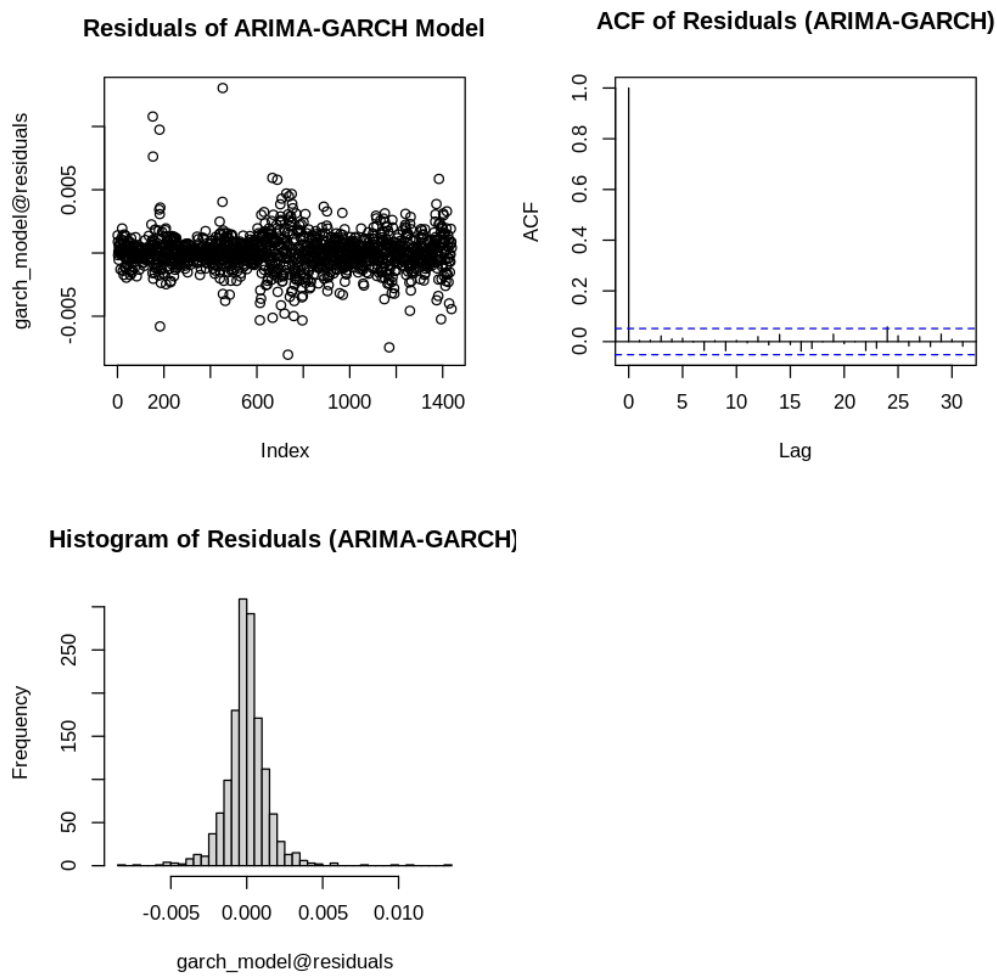 Residuals of ARIMA-GARCH Model
garch_model@residuals
0.005
-0.005
0 200 600 1000 1400
Index
ACF of Residuals (ARIMA-GARCH)
ACF
1.0
0.8
0.6
0.4
0.2
0.0
0 5 10 15 20 25 30
Lag
Histogram of Residuals (ARIMA-GARCH)
Frequency
250
150
50
0
-0.005 0.000 0.005 0.010
garch_model@residuals